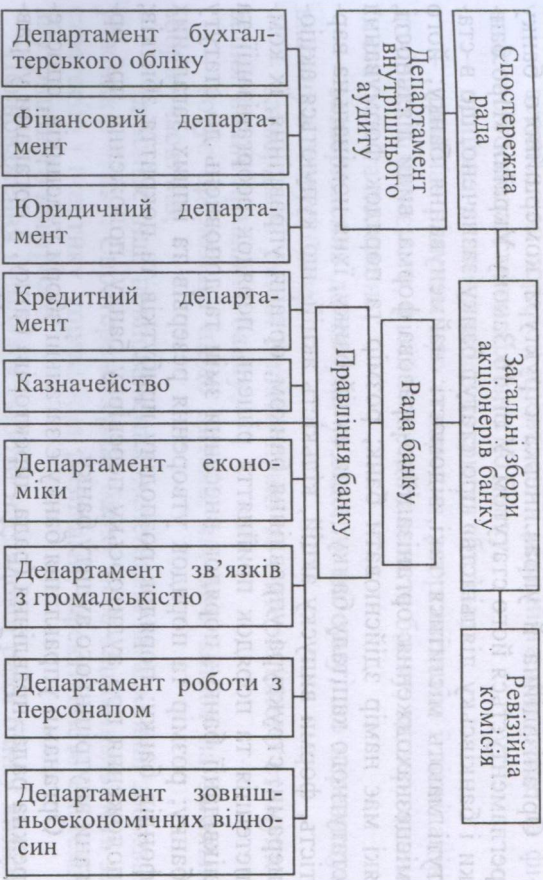 Спостережна
рада
Загальні збори
акціонерів банку
Ревізійна
комісія
Департамент
внутрішнього
аудиту
Рада банку
Правління банку
Департамент бухгал-
терського обліку
Фінансовий департа-
мент
Юридичний департа-
мент
Кредитний департа-
мент
Казначейство
Департамент еконо-
міки
Департамент зв’язків
з громадськістю
Департамент роботи з
персоналом
Департамент зовніш-
ньоекономічних відно-
син